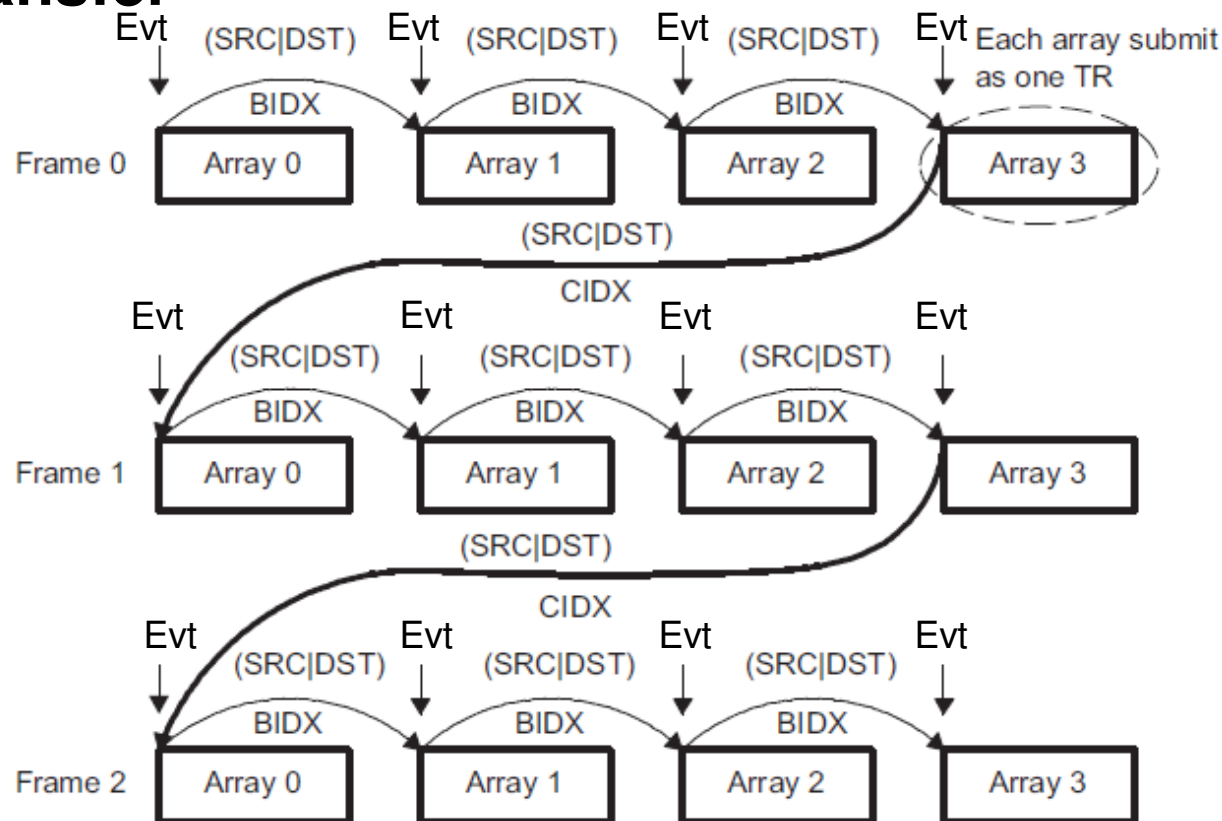 Evt (SRC|DST) Evt (SRC|DST) Evt (SRC|DST) Evt Each array submit
as one TR
BIDX BIDX BIDX
Frame 0 Array 0 Array 1 Array 2 Array 3
(SRC|DST)
CIDX
Evt Evt Evt Evt
(SRC|DST) (SRC|DST) (SRC|DST)
BIDX BIDX BIDX
Frame 1 Array 0 Array 1 Array 2 Array 3
(SRC|DST)
CIDX
Evt Evt Evt Evt
(SRC|DST) (SRC|DST) (SRC|DST)
BIDX BIDX BIDX
Frame 2 Array 0 Array 1 Array 2 Array 3